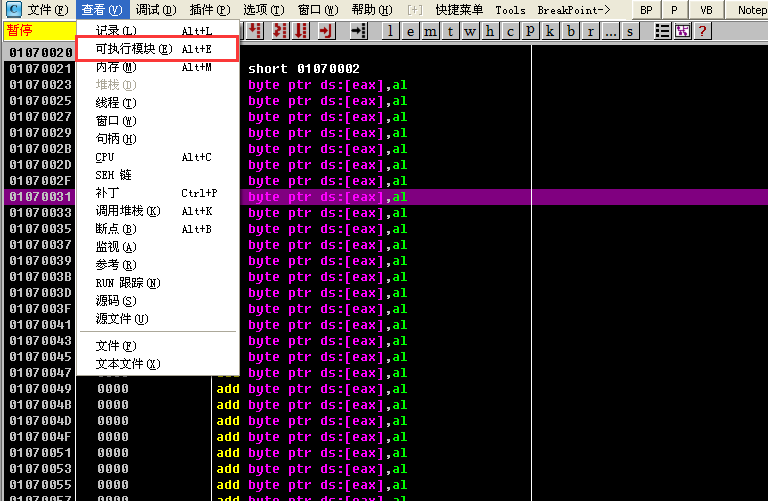 文件(F) 查看(V) 调试(D) 插件(P) 选项(T) 窗口(W) 帮助(H) [+] 快捷菜单 Tools BreakPoint-> BP P VB Notep
暂停 l e m t w h c p k b r ... s ?
记录(L) Alt+L
01070020 可执行模块(E) Alt+E
01070021 内存(M) Alt+M short 01070002
01070023 堆栈(D) byte ptr ds:[eax],al
01070025 线程(T) byte ptr ds:[eax],al
01070027 窗口(W) byte ptr ds:[eax],al
01070029 句柄(H) byte ptr ds:[eax],al
0107002B CPU Alt+C byte ptr ds:[eax],al
0107002D SEH 链 byte ptr ds:[eax],al
0107002F byte ptr ds:[eax],al
01070031 补丁 Ctrl+P byte ptr ds:[eax],al
01070033 调用堆栈(K) Alt+K byte ptr ds:[eax],al
01070035 断点(B) Alt+B byte ptr ds:[eax],al
01070037 监视(A) byte ptr ds:[eax],al
01070039 参考(R) byte ptr ds:[eax],al
0107003B RUN 跟踪(N) byte ptr ds:[eax],al
0107003D 源码(S) byte ptr ds:[eax],al
0107003F 源文件(U) byte ptr ds:[eax],al
01070041 byte ptr ds:[eax],al
01070043 文件(F) byte ptr ds:[eax],al
01070045 文本文件(X) byte ptr ds:[eax],al
01070047 byte ptr ds:[eax],al
01070049 0000 add byte ptr ds:[eax],al
0107004B 0000 add byte ptr ds:[eax],al
0107004D 0000 add byte ptr ds:[eax],al
0107004F 0000 add byte ptr ds:[eax],al
01070051 0000 add byte ptr ds:[eax],al
01070053 0000 add byte ptr ds:[eax],al
01070055 0000 add byte ptr ds:[eax],al
01070057 0000 add byte ptr ds:[eax],al